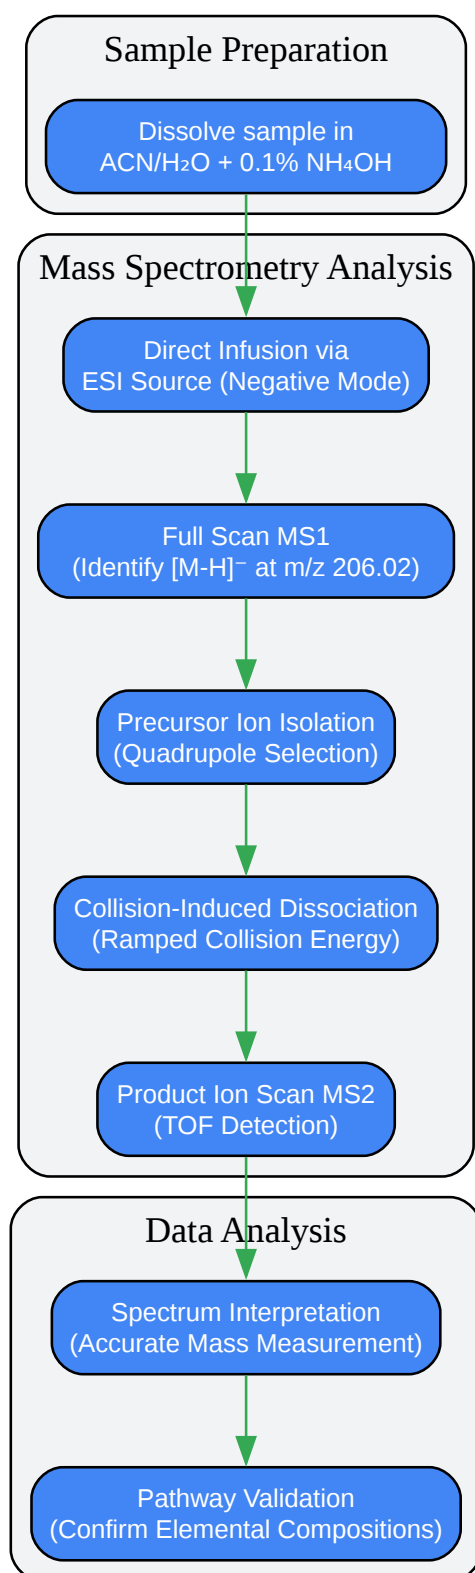 Sample Preparation
Dissolve sample in
ACN/H₂O + 0.1% NH₄OH
Mass Spectrometry Analysis
Direct Infusion via
ESI Source (Negative Mode)
Full Scan MS1
(Identify [M-H]⁻ at m/z 206.02)
Precursor Ion Isolation
(Quadrupole Selection)
Collision-Induced Dissociation
(Ramped Collision Energy)
Product Ion Scan MS2
(TOF Detection)
Data Analysis
Spectrum Interpretation
(Accurate Mass Measurement)
Pathway Validation
(Confirm Elemental Compositions)